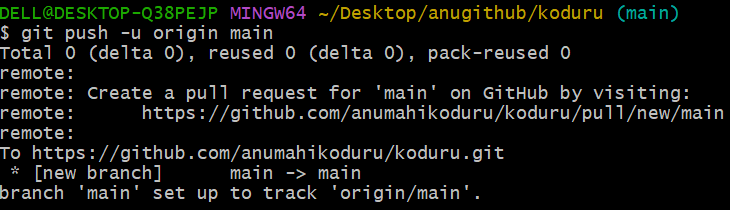 DELL@DESKTOP-Q38PEJP MINGW64 ~/Desktop/anugithub/koduru (main)
$ git push -u origin main
Total 0 (delta 0), reused 0 (delta 0), pack-reused 0
remote:
remote: Create a pull request for 'main' on GitHub by visiting:
remote:      https://github.com/anumahikoduru/koduru/pull/new/main
remote:
To https://github.com/anumahikoduru/koduru.git
 * [new branch]      main -> main
branch 'main' set up to track 'origin/main'.